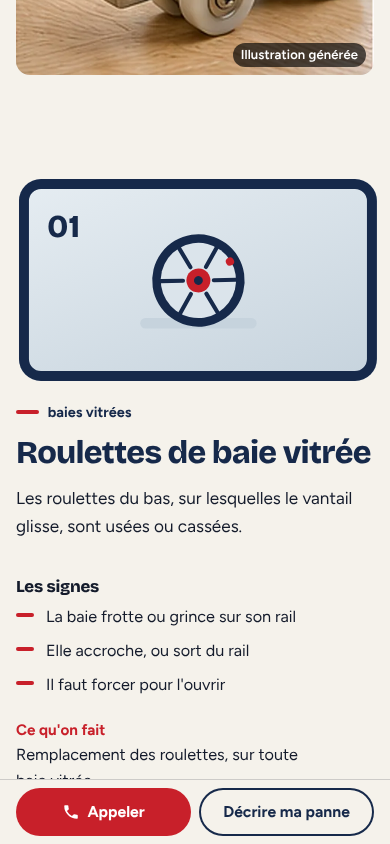 Illustration générée
01
baies vitrées
Roulettes de baie vitrée
Les roulettes du bas, sur lesquelles le vantail
glisse, sont usées ou cassées.
Les signes
La baie frotte ou grince sur son rail
Elle accroche, ou sort du rail
Il faut forcer pour l'ouvrir
Ce qu'on fait
Remplacement des roulettes, sur toute
baie vitrée
Appeler
Décrire ma panne